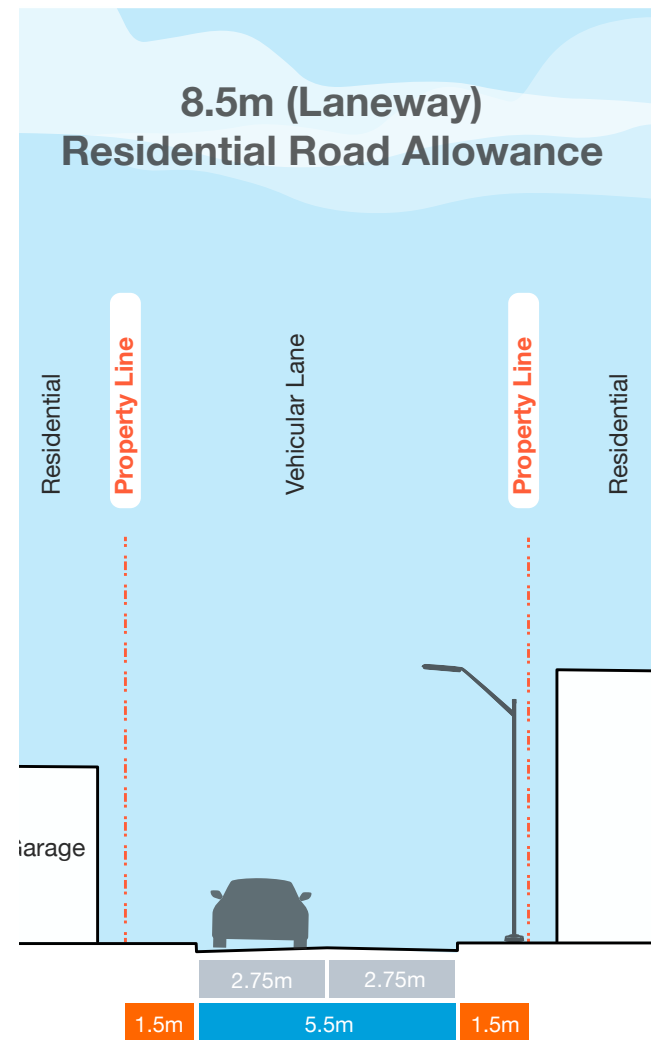 8.5m (Laneway)
Residential Road Allowance
Residential
Property Line
Vehicular Lane
Property Line
Residential
arage
2.75m
2.75m
1.5m
5.5m
1.5m